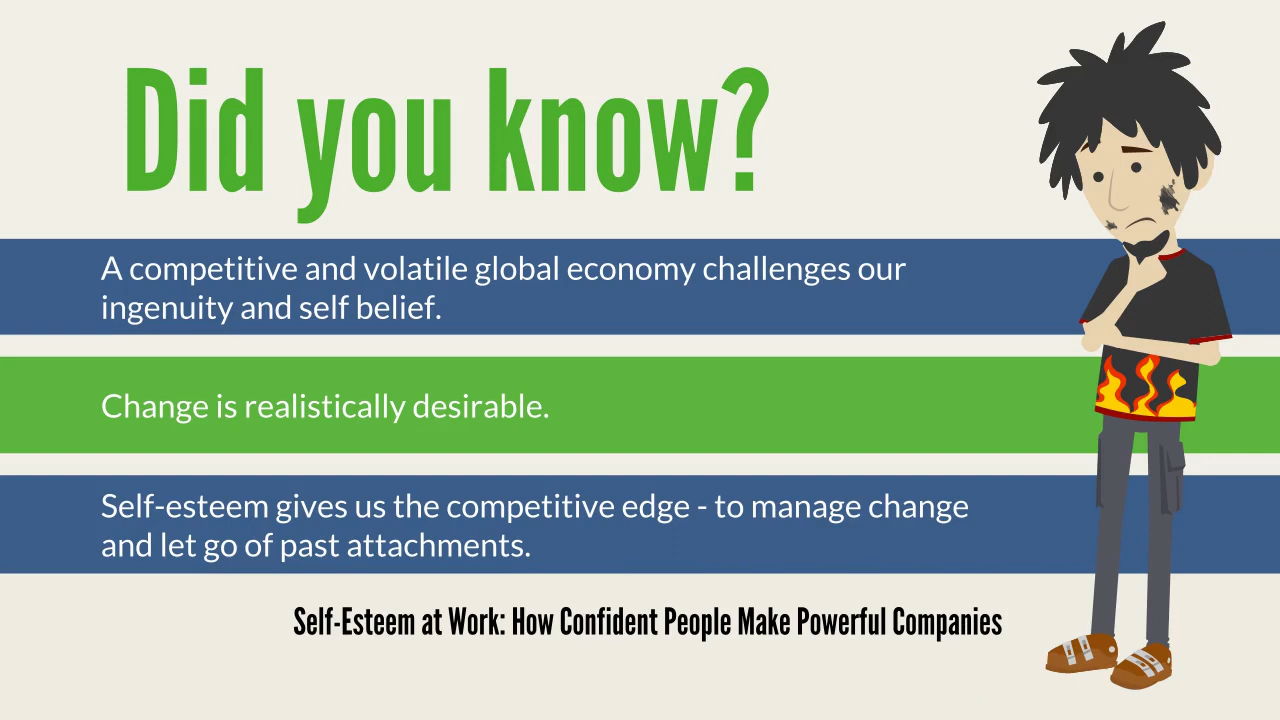 Did you know?
A competitive and volatile global economy challenges our
ingenuity and self belief.
Change is realistically desirable.
Self-esteem gives us the competitive edge - to manage change
and let go of past attachments.
Self-Esteem at Work: How Confident People Make Powerful Companies